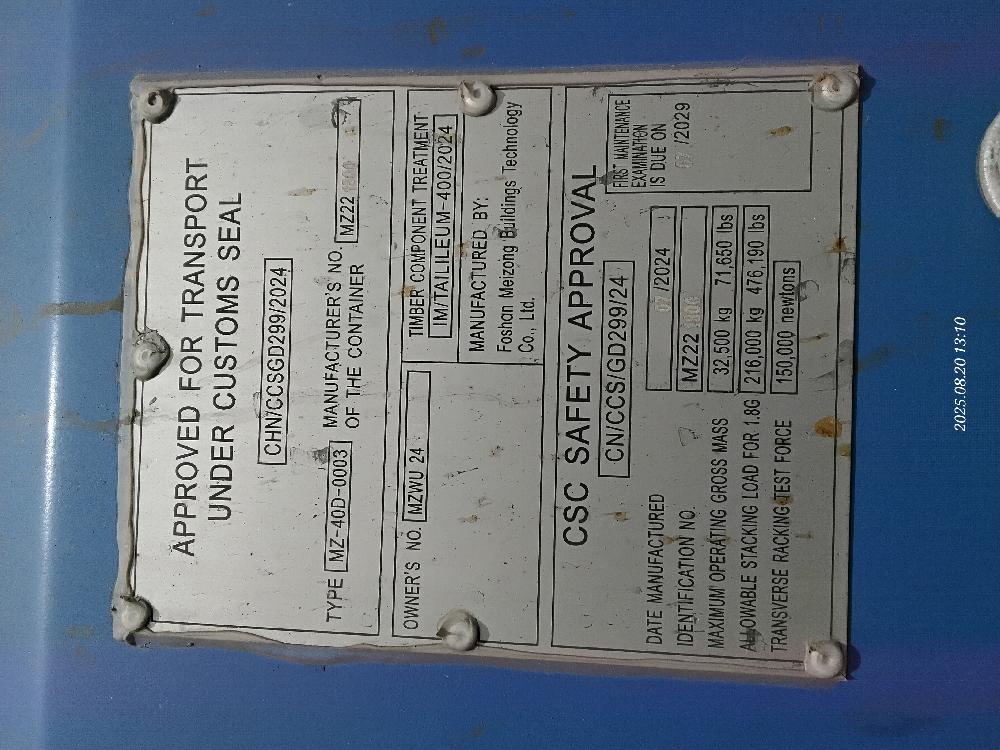 APPROVED FOR TRANSPORT
UNDER CUSTOMS SEAL
CHN/CCSGD299/2024
TYPE MZ-40D-0003 MANUFACTURER'S NO.
OF THE CONTAINER MZ22
OWNER'S NO. MZWU 24
TIMBER COMPONENT TREATMENT
IM/TAILILEUM-400/2024
MANUFACTURED BY:
Foshan Meizong Buildings Technology
Co., Ltd.
CSC SAFETY APPROVAL
CN/CCS/GD299/24
FIRST MAINTENANCE
EXAMINATION
IS DUE ON
07 /2029
DATE MANUFACTURED 07 /2024
IDENTIFICATION NO. MZ22
MAXIMUM OPERATING GROSS MASS 32,500 kg 71,650 lbs
ALLOWABLE STACKING LOAD FOR 1.8G 216,000 kg 476,190 lbs
TRANSVERSE RACKING TEST FORCE 150,000 newtons
2025.08.20 13:10